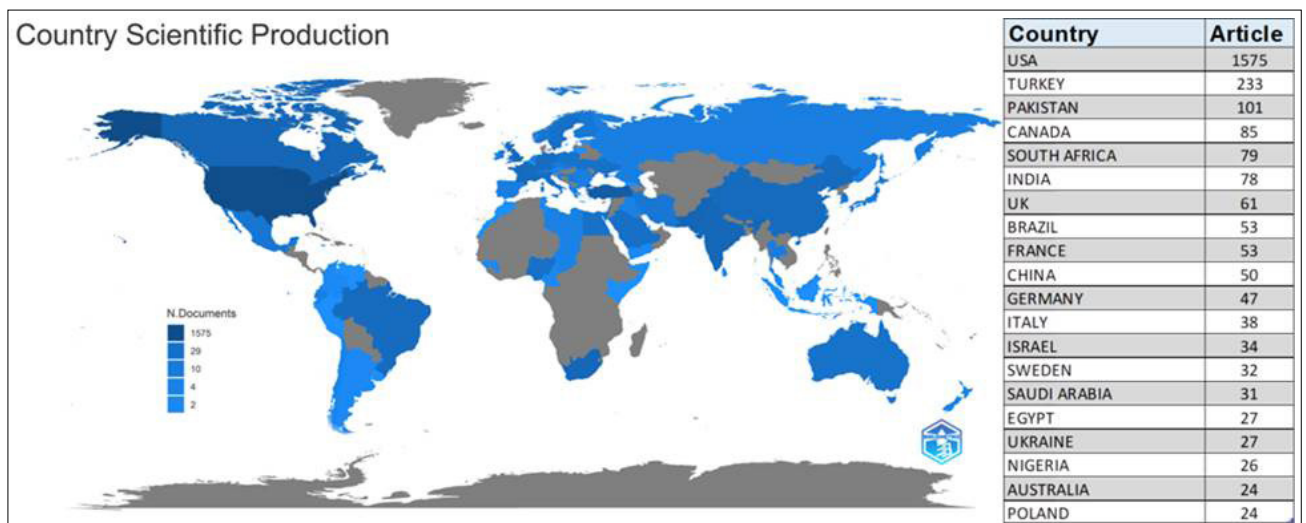 Country Scientific Production
N.Documents
1575
29
10
4
2
Country Article
USA 1575
TURKEY 233
PAKISTAN 101
CANADA 85
SOUTH AFRICA 79
INDIA 78
UK 61
BRAZIL 53
FRANCE 53
CHINA 50
GERMANY 47
ITALY 38
ISRAEL 34
SWEDEN 32
SAUDI ARABIA 31
EGYPT 27
UKRAINE 27
NIGERIA 26
AUSTRALIA 24
POLAND 24